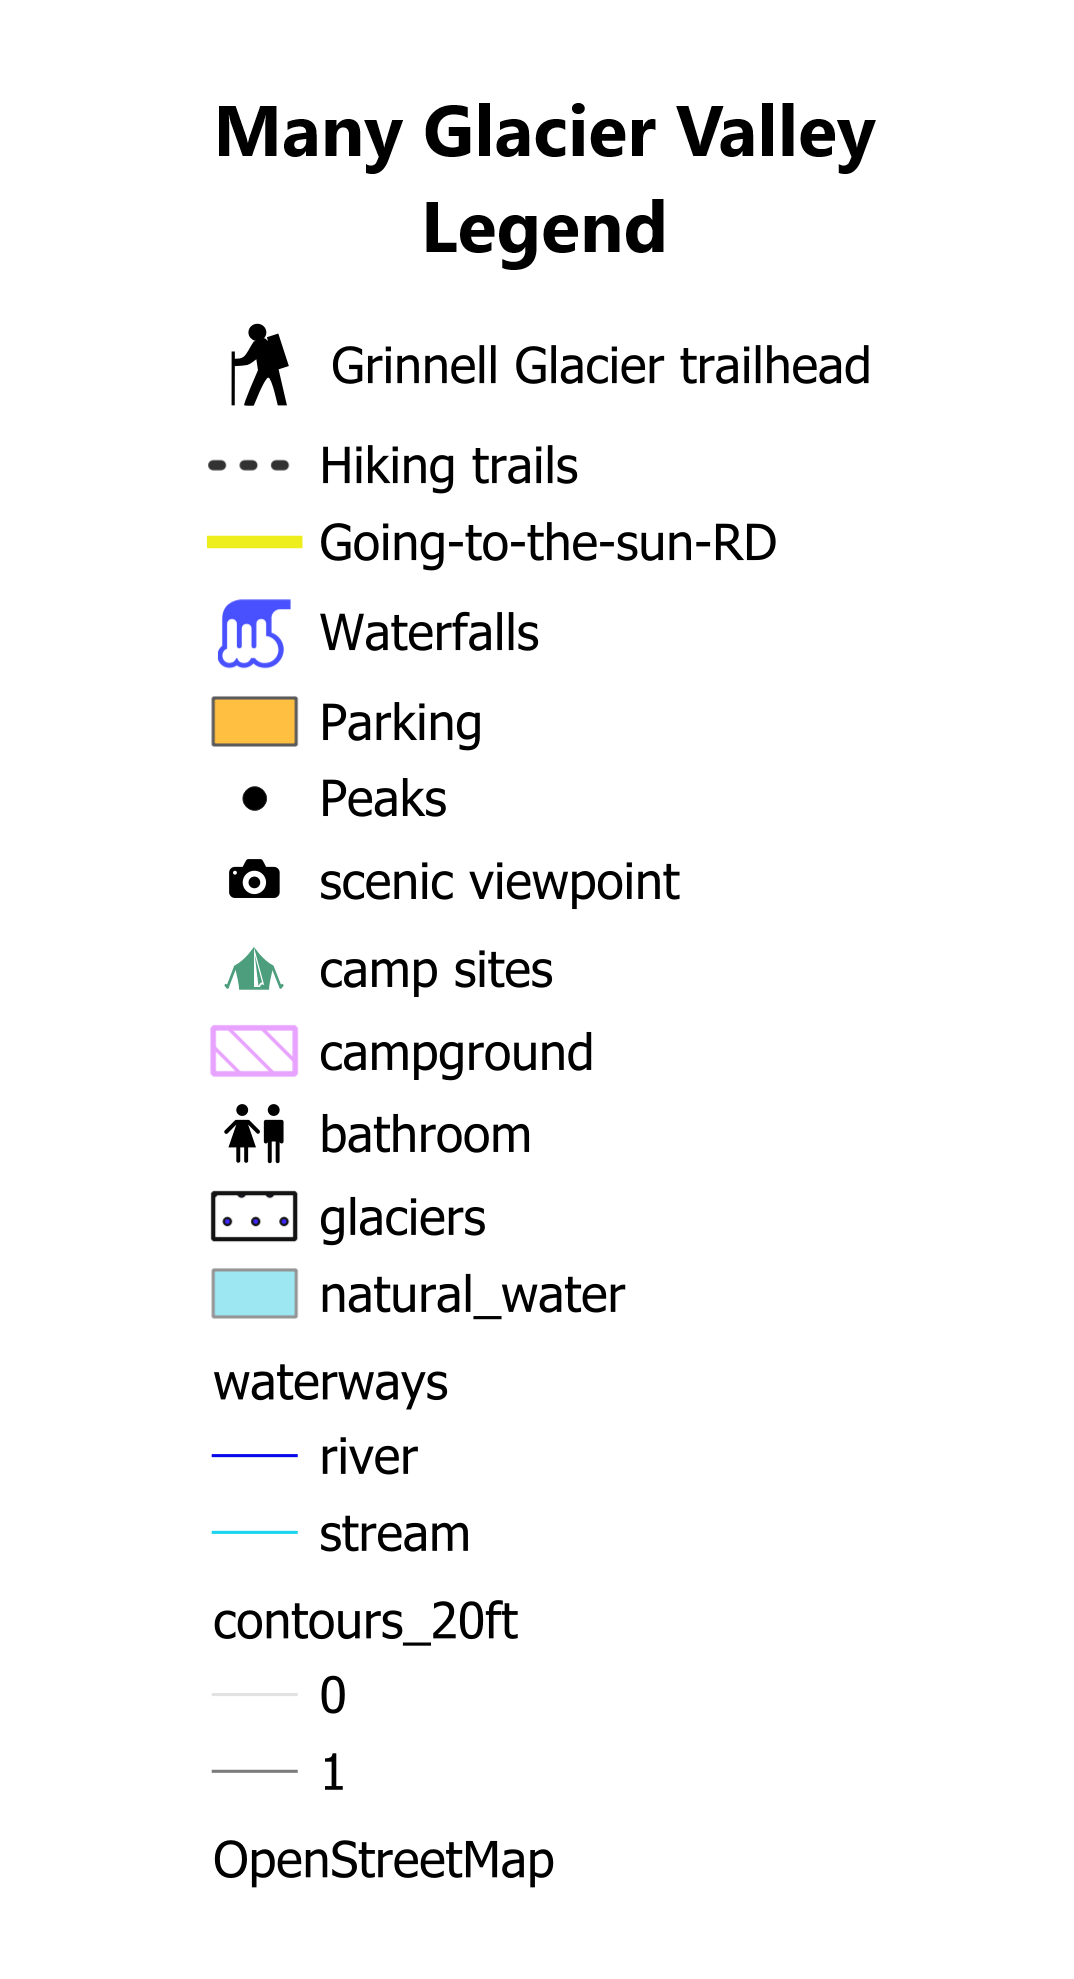 Many Glacier Valley
Legend
Grinnell Glacier trailhead
Hiking trails
Going-to-the-sun-RD
Waterfalls
Parking
Peaks
scenic viewpoint
camp sites
campground
bathroom
glaciers
natural_water
waterways
river
stream
contours_20ft
0
1
OpenStreetMap